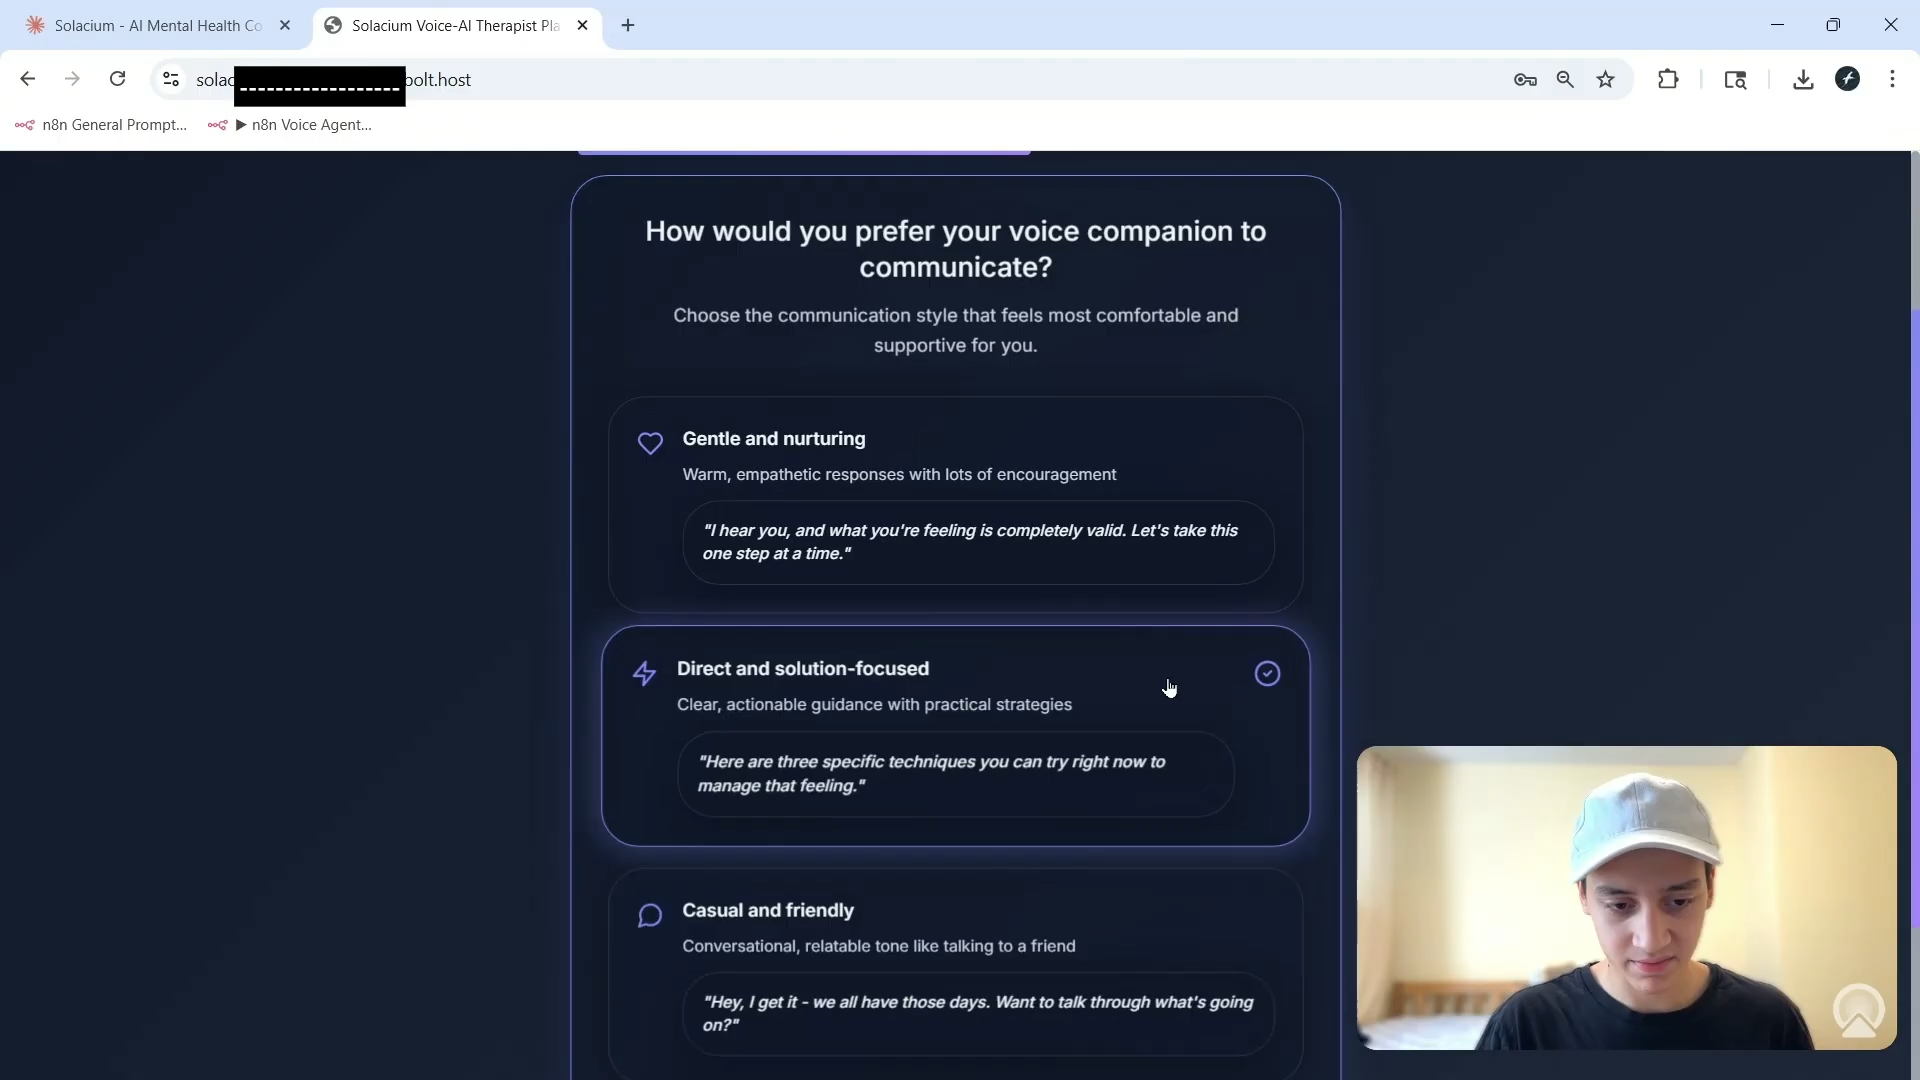 Solacium - AI Mental Health Co
Solacium Voice-AI Therapist Pla
solac
bolt.host
n8n General Prompt...
n8n Voice Agent...
How would you prefer your voice companion to
communicate?
Choose the communication style that feels most comfortable and
supportive for you.
Gentle and nurturing
Warm, empathetic responses with lots of encouragement
"I hear you, and what you're feeling is completely valid. Let's take this
one step at a time."
Direct and solution-focused
Clear, actionable guidance with practical strategies
"Here are three specific techniques you can try right now to
manage that feeling."
Casual and friendly
Conversational, relatable tone like talking to a friend
"Hey, I get it - we all have those days. Want to talk through what's going
on?"